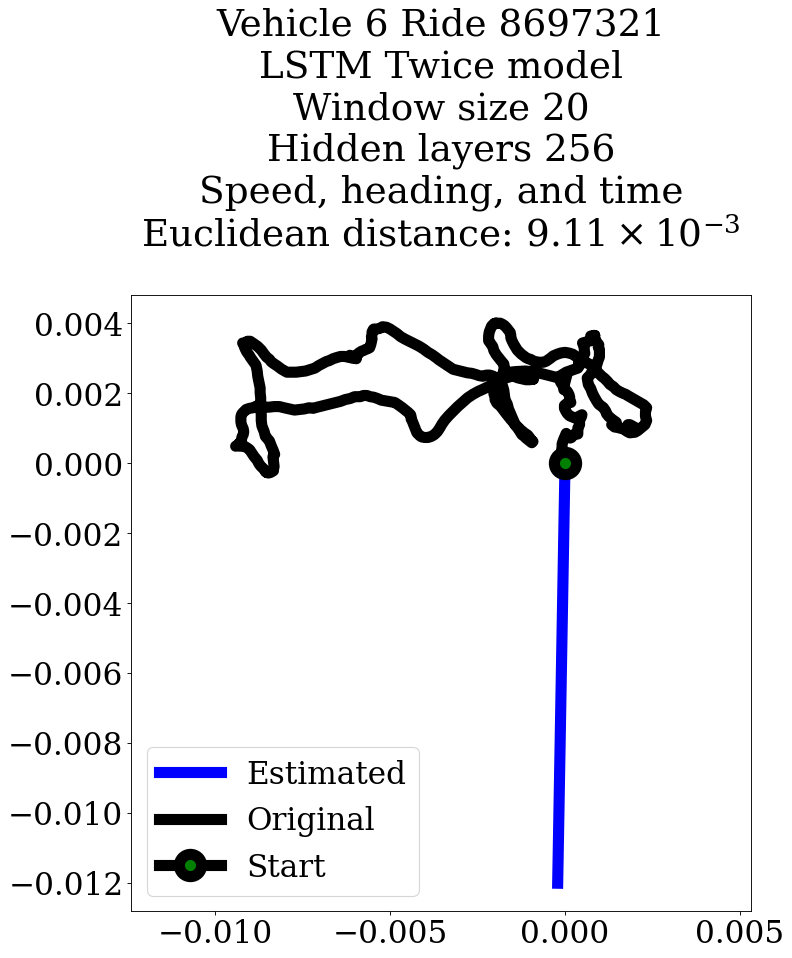 Vehicle 6 Ride 8697321
LSTM Twice model
Window size 20
Hidden layers 256
Speed, heading, and time
Euclidean distance: 9.11 × 10⁻³
0.004
0.002
0.000
−0.002
−0.004
−0.006
−0.008
−0.010
−0.012
Estimated
Original
Start
−0.010
−0.005
0.000
0.005